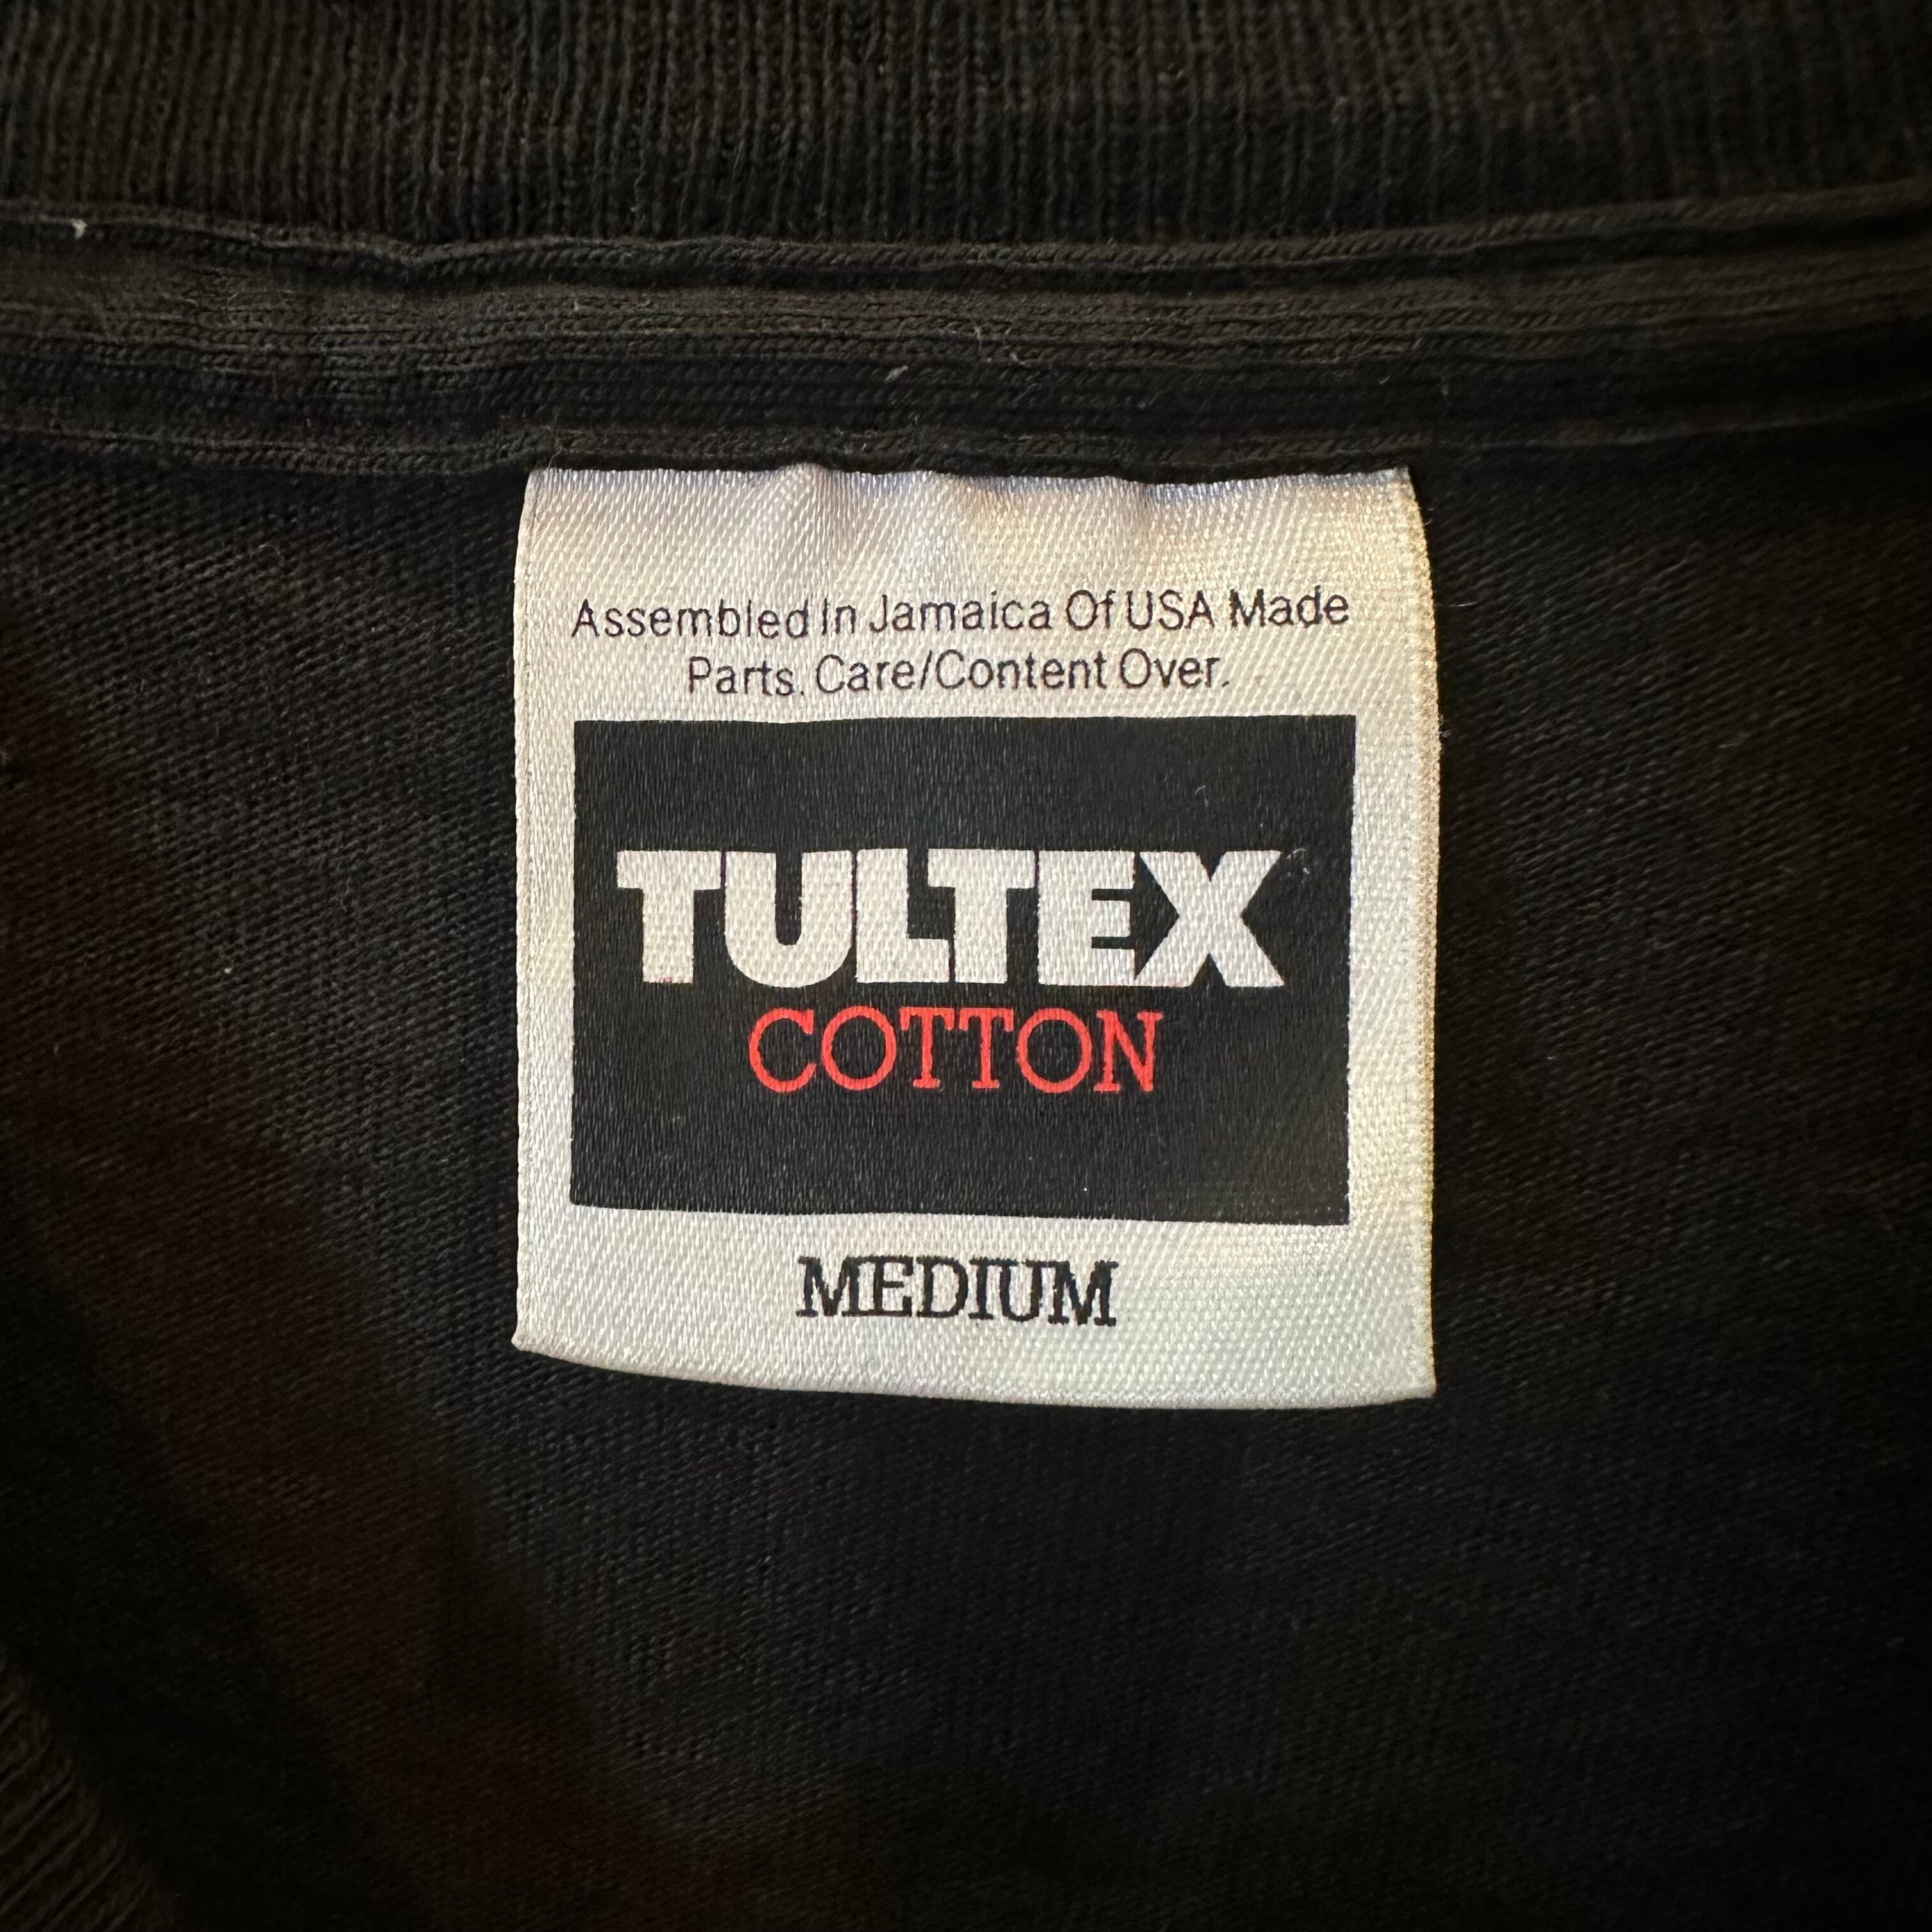 Assembled In Jamaica Of USA Made
Parts. Care/Content Over.
TULTEX
COTTON
MEDIUM